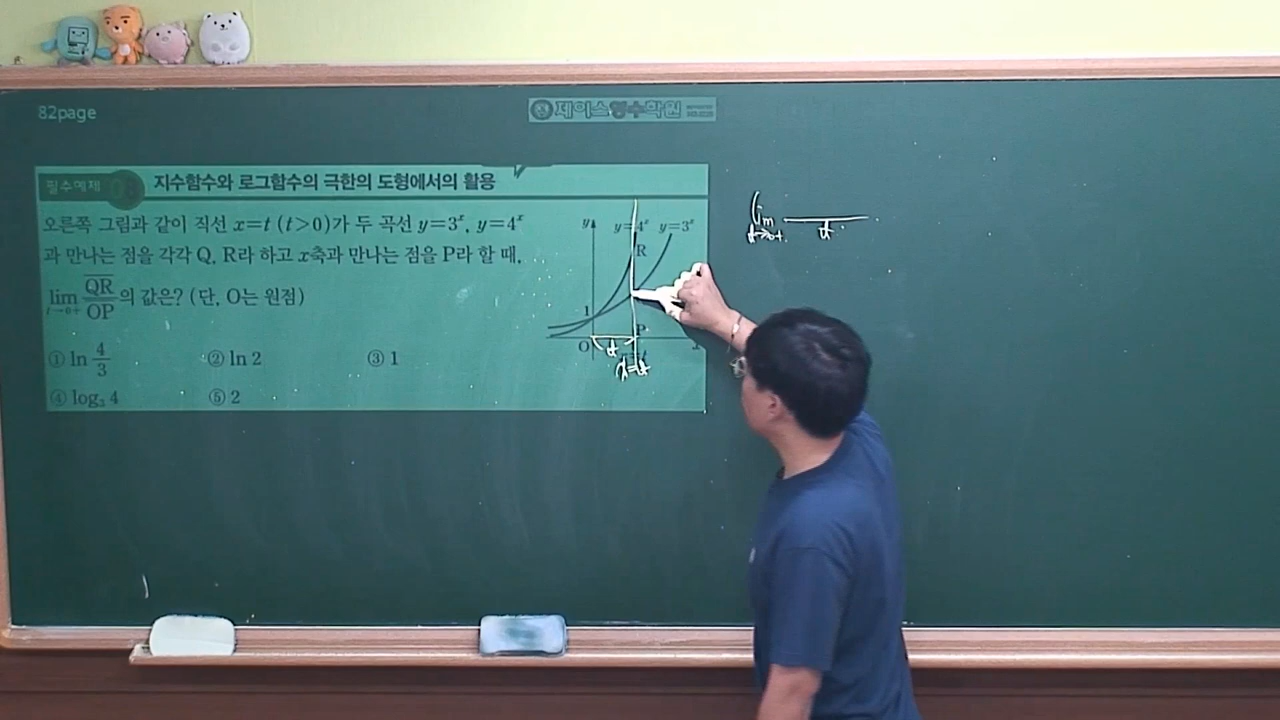 82page
제이스영수학원
필수예제
지수함수와 로그함수의 극한의 도형에서의 활용
오른쪽 그림과 같이 직선 x=t (t>0)가 두 곡선 y=3^x, y=4^x
과 만나는 점을 각각 Q, R라 하고 x축과 만나는 점을 P라 할 때,
lim t→0+ QR/OP 의 값은? (단, O는 원점)
① ln 4/3 ② ln 2 ③ 1
④ log₃ 4 ⑤ 2
y y=4^x y=3^x
R
1
P
O t x
x=t
lim t→0+ t